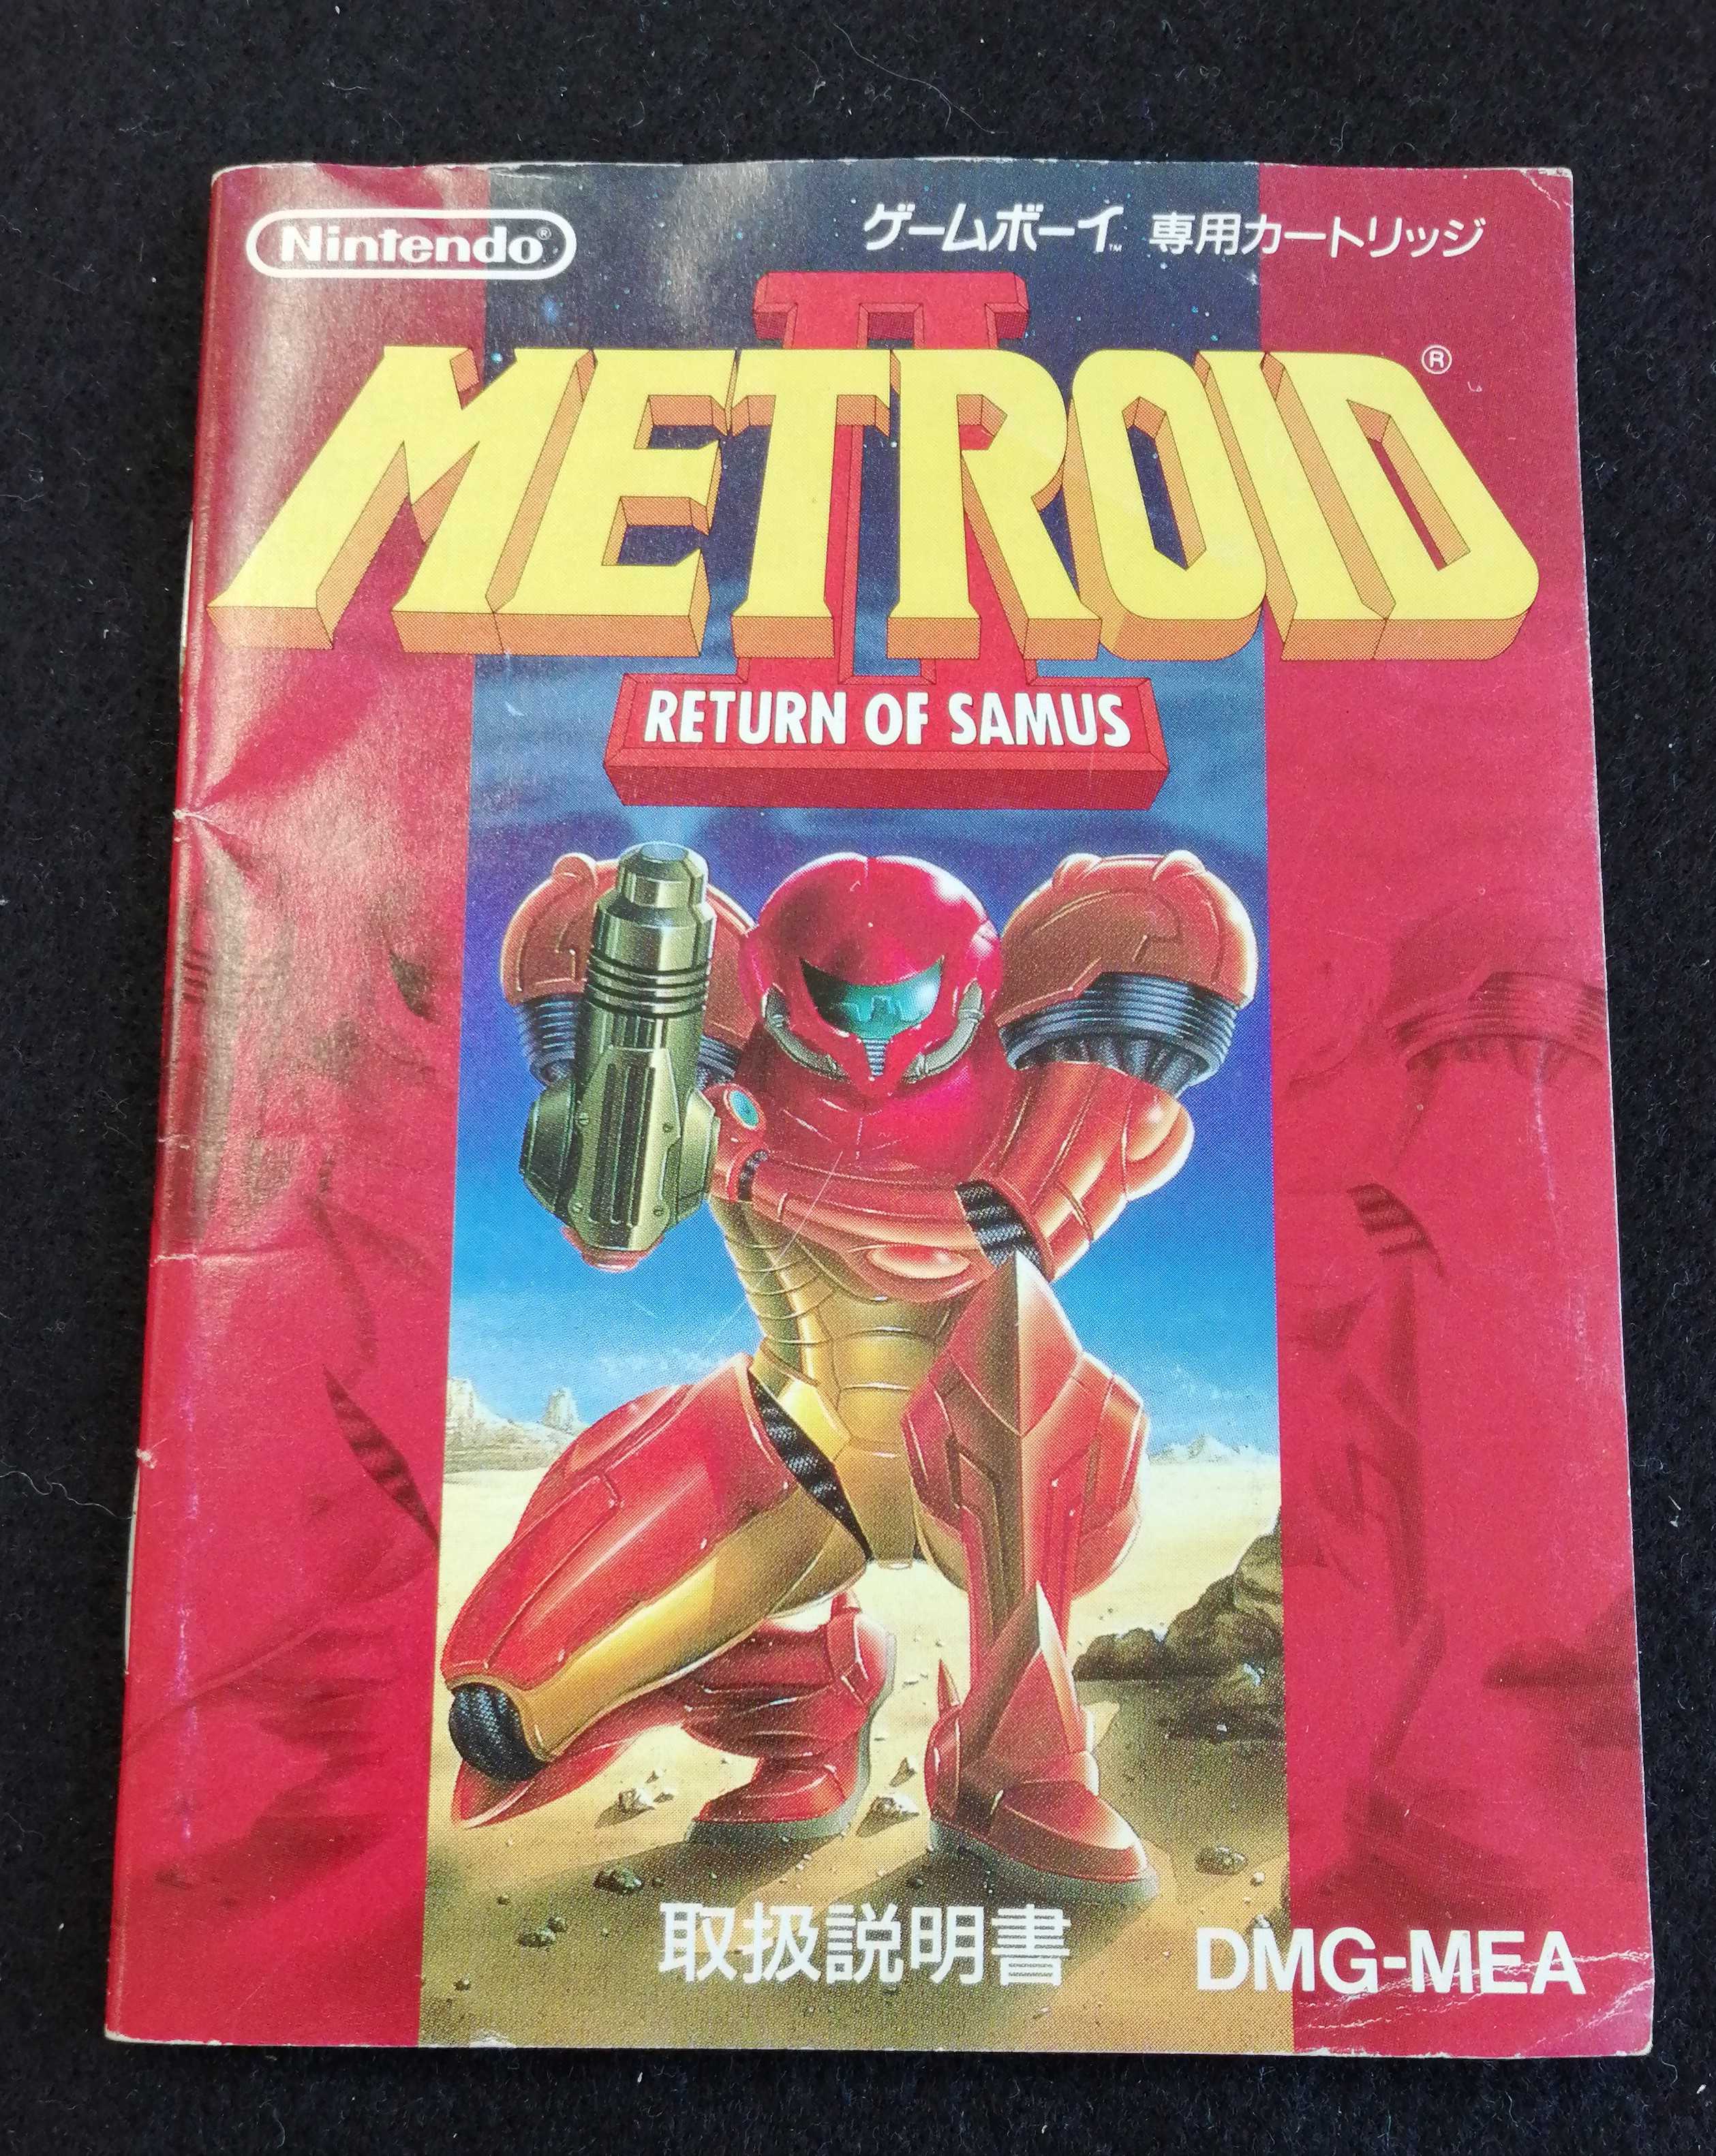 Nintendo®
ゲームボーイ™ 専用カートリッジ
II
METROID®
RETURN OF SAMUS
取扱説明書
DMG-MEA